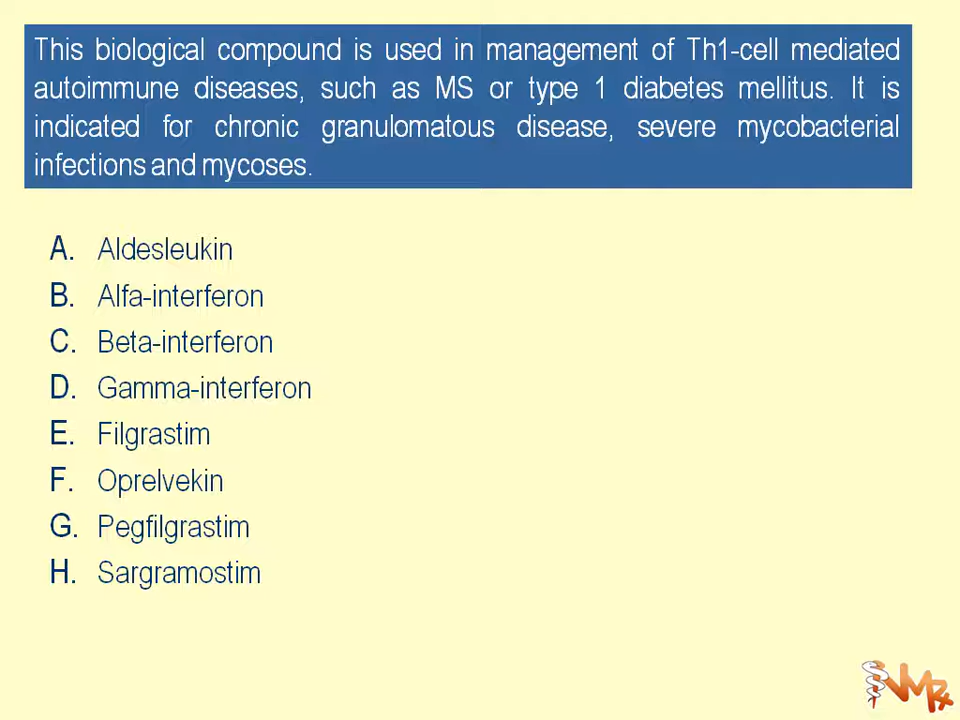 This biological compound is used in management of Th1-cell mediated
autoimmune diseases, such as MS or type 1 diabetes mellitus. It is
indicated for chronic granulomatous disease, severe mycobacterial
infections and mycoses.
A. Aldesleukin
B. Alfa-interferon
C. Beta-interferon
D. Gamma-interferon
E. Filgrastim
F. Oprelvekin
G. Pegfilgrastim
H. Sargramostim
VMRx